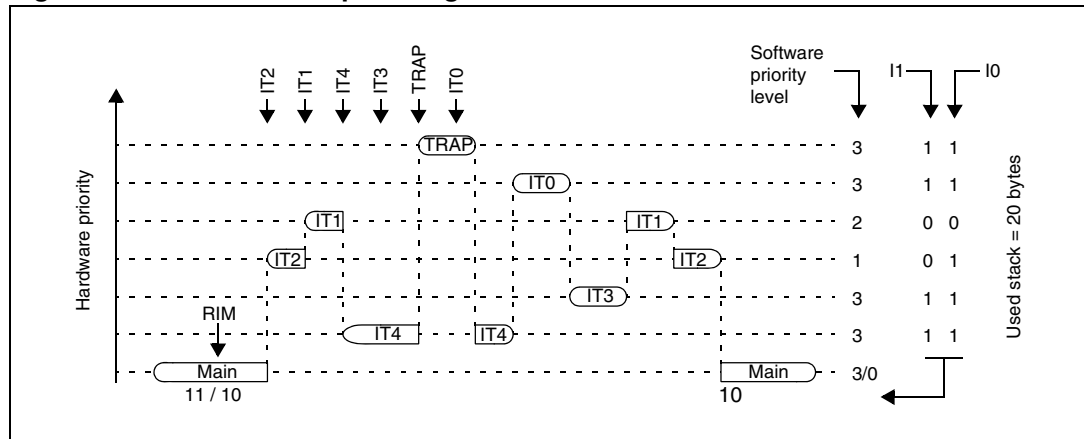 Software
priority
level
I1
I0
IT2
IT1
IT4
IT3
TRAP
IT0
TRAP
3
1 1
IT0
3
1 1
IT1
IT1
2
0 0
IT2
IT2
1
0 1
IT3
3
1 1
RIM
IT4
IT4
3
1 1
Main
Main
3/0
11 / 10
10
Hardware priority
Used stack = 20 bytes